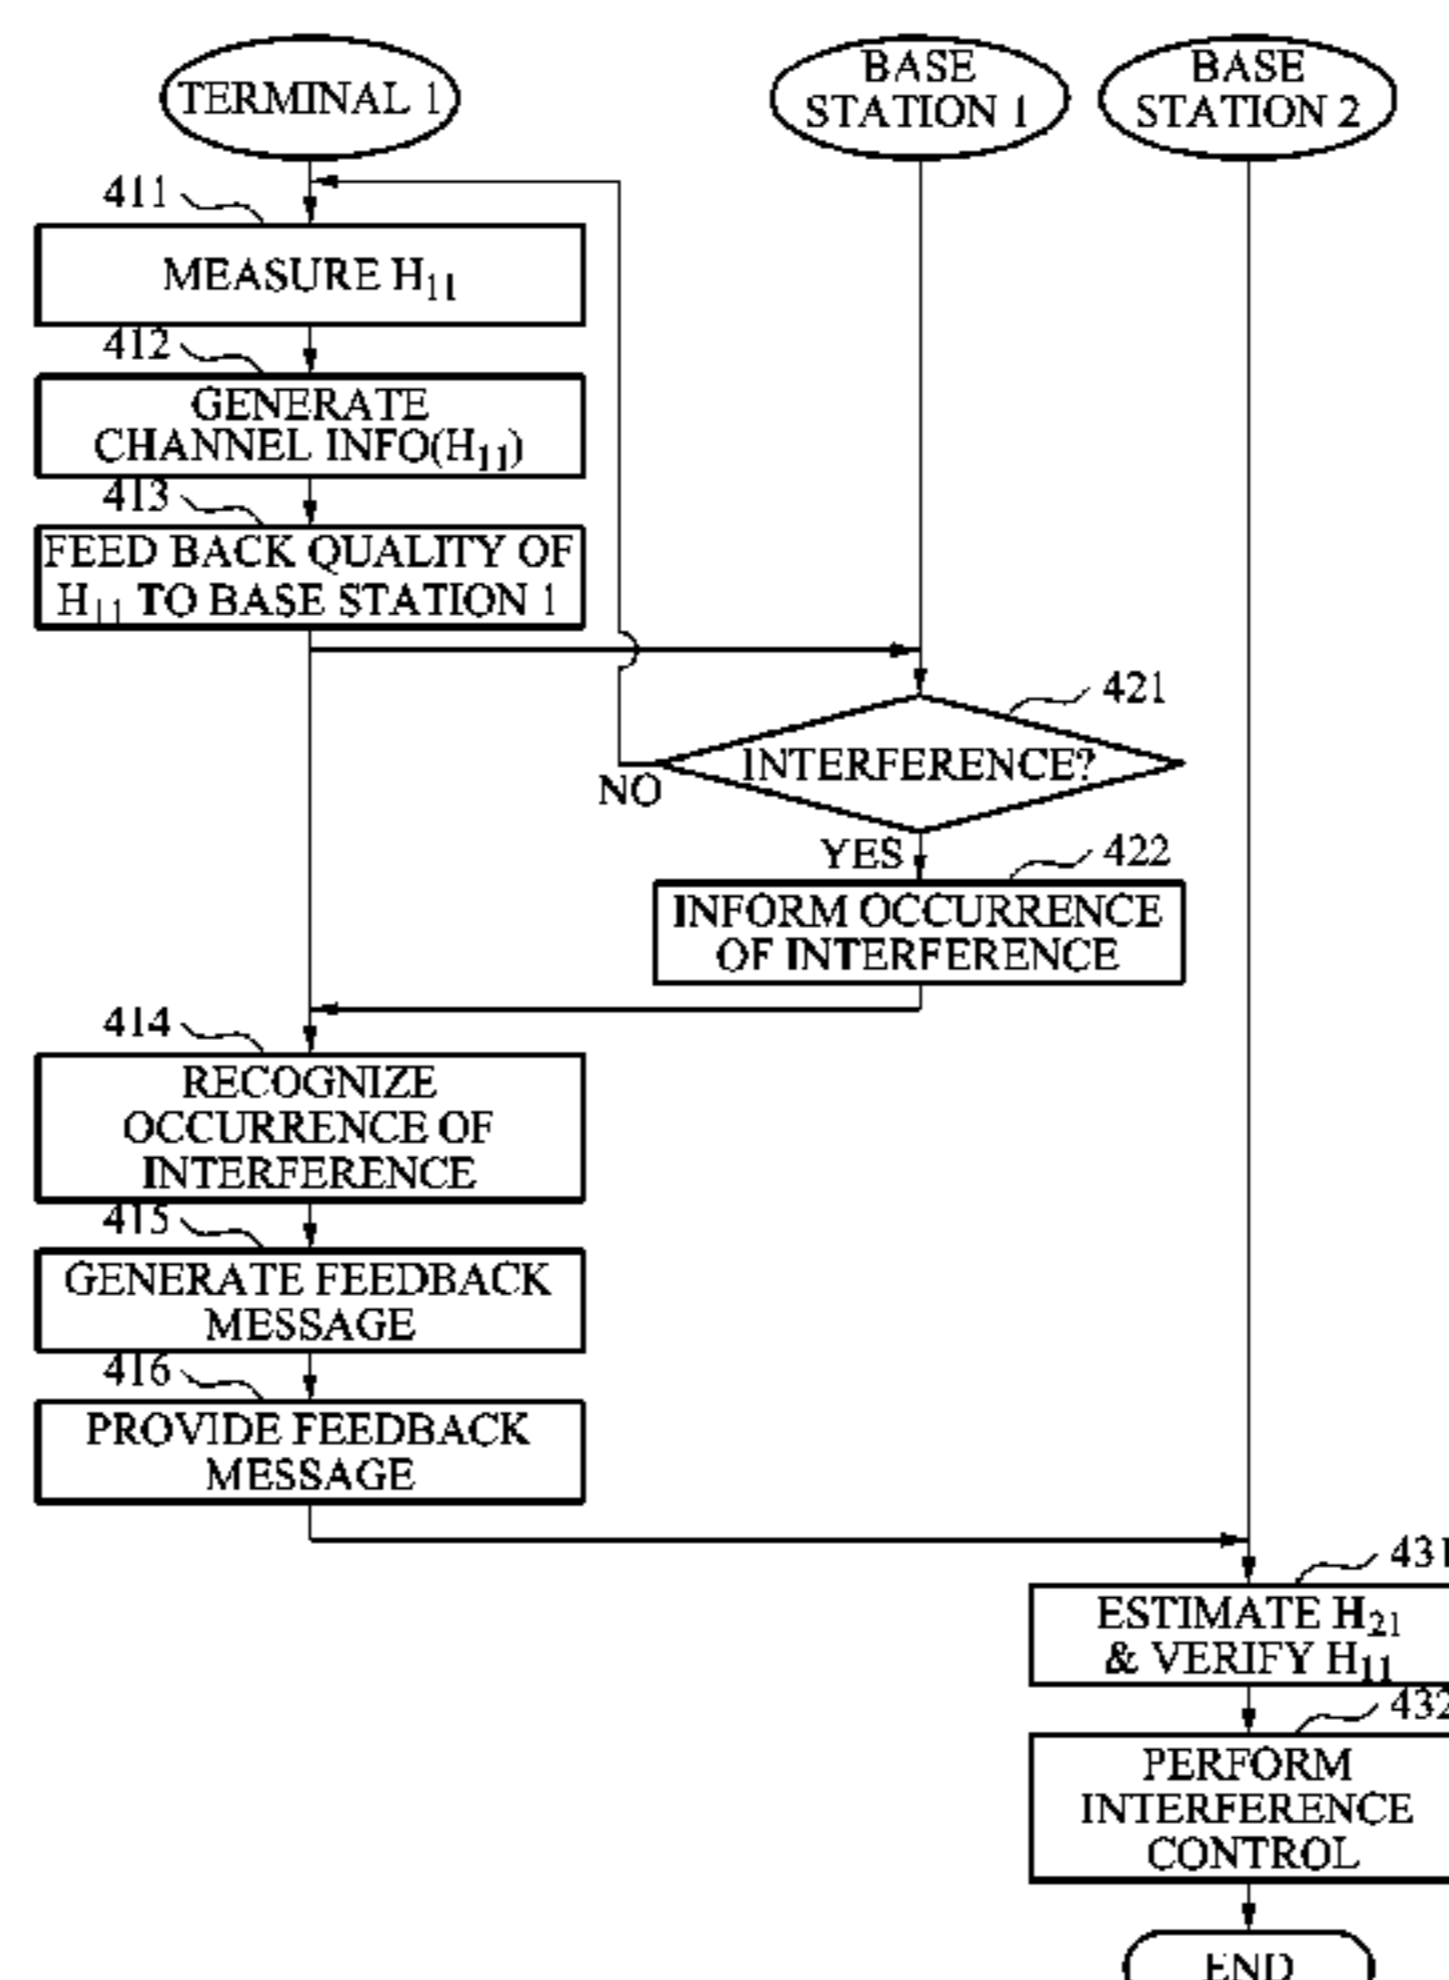 TERMINAL 1
BASE
STATION 1
BASE
STATION 2
411
MEASURE H11
412
GENERATE
CHANNEL INFO(H11)
413
FEED BACK QUALITY OF
H11 TO BASE STATION 1
421
INTERFERENCE?
NO
YES
422
INFORM OCCURRENCE
OF INTERFERENCE
414
RECOGNIZE
OCCURRENCE OF
INTERFERENCE
415
GENERATE FEEDBACK
MESSAGE
416
PROVIDE FEEDBACK
MESSAGE
431
ESTIMATE H21
& VERIFY H11
432
PERFORM
INTERFERENCE
CONTROL
END